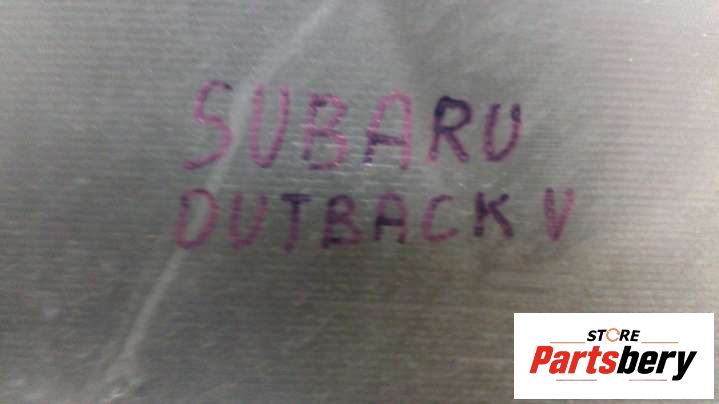 SUBARU
OUTBACK V
STORE
Partsbery